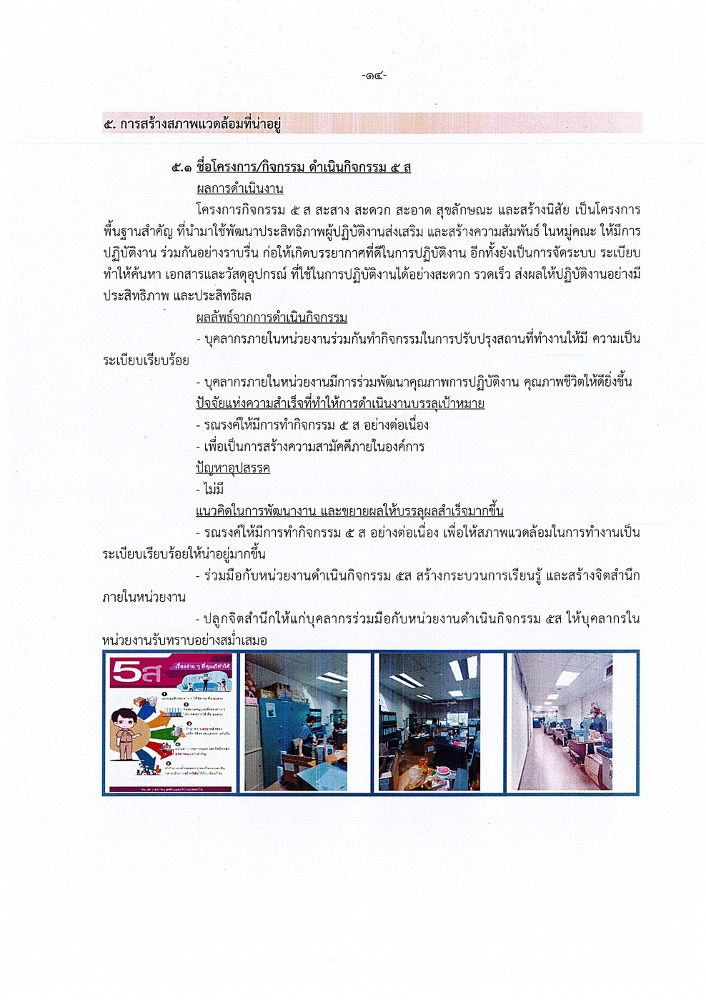 -๑๔-
๕. การสร้างสภาพแวดล้อมที่น่าอยู่
๕.๑ ชื่อโครงการ/กิจกรรม ดำเนินกิจกรรม ๕ ส
ผลการดำเนินงาน
โครงการกิจกรรม ๕ ส สะสาง สะดวก สะอาด สุขลักษณะ และสร้างนิสัย เป็นโครงการ
พื้นฐานสำคัญ ที่นำมาใช้พัฒนาประสิทธิภาพผู้ปฏิบัติงานส่งเสริม และสร้างความสัมพันธ์ ในหมู่คณะ ให้มีการ
ปฏิบัติงาน ร่วมกันอย่างราบรื่น ก่อให้เกิดบรรยากาศที่ดีในการปฏิบัติงาน อีกทั้งยังเป็นการจัดระบบ ระเบียบ
ทำให้ค้นหา เอกสารและวัสดุอุปกรณ์ ที่ใช้ในการปฏิบัติงานได้อย่างสะดวก รวดเร็ว ส่งผลให้ปฏิบัติงานอย่างมี
ประสิทธิภาพ และประสิทธิผล
ผลลัพธ์จากการดำเนินกิจกรรม
- บุคลากรภายในหน่วยงานร่วมกันทำกิจกรรมในการปรับปรุงสถานที่ทำงานให้มี ความเป็น
ระเบียบเรียบร้อย
- บุคลากรภายในหน่วยงานมีการร่วมพัฒนาคุณภาพการปฏิบัติงาน คุณภาพชีวิตให้ดียิ่งขึ้น
ปัจจัยแห่งความสำเร็จที่ทำให้การดำเนินงานบรรลุเป้าหมาย
- รณรงค์ให้มีการทำกิจกรรม ๕ ส อย่างต่อเนื่อง
- เพื่อเป็นการสร้างความสามัคคีภายในองค์การ
ปัญหาอุปสรรค
- ไม่มี
แนวคิดในการพัฒนางาน และขยายผลให้บรรลุผลสำเร็จมากขึ้น
- รณรงค์ให้มีการทำกิจกรรม ๕ ส อย่างต่อเนื่อง เพื่อให้สภาพแวดล้อมในการทำงานเป็น
ระเบียบเรียบร้อยให้น่าอยู่มากขึ้น
- ร่วมมือกับหน่วยงานดำเนินกิจกรรม ๕ส สร้างกระบวนการเรียนรู้ และสร้างจิตสำนึก
ภายในหน่วยงาน
- ปลูกจิตสำนึกให้แก่บุคลากรร่วมมือกับหน่วยงานดำเนินกิจกรรม ๕ส ให้บุคลากรใน
หน่วยงานรับทราบอย่างสม่ำเสมอ
5ส
เรื่องง่าย ๆ ที่คุณก็ทำได้
1
2
3
4
5